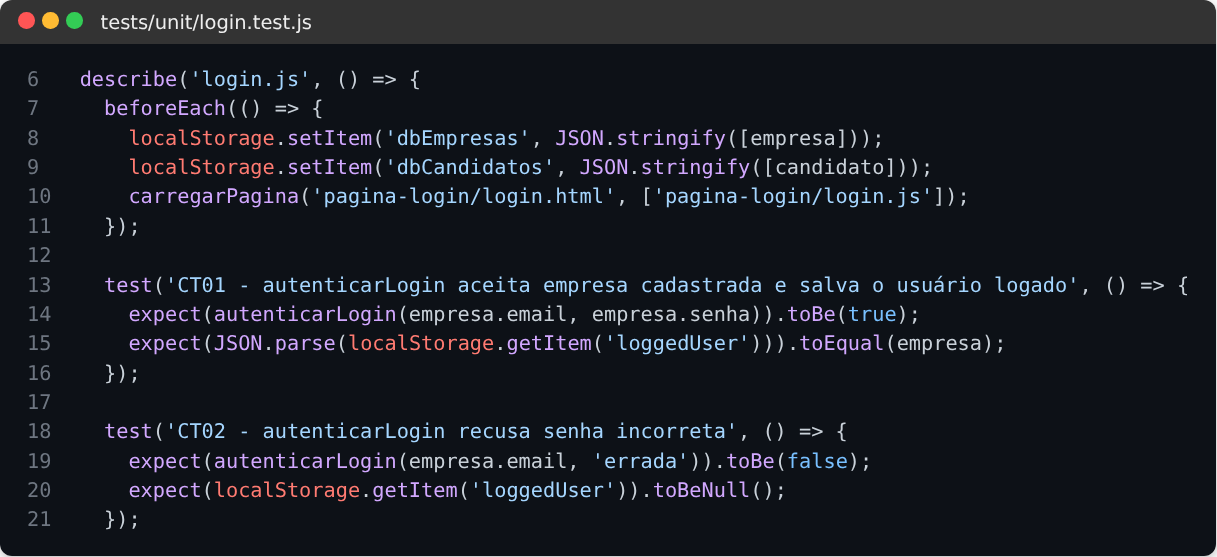 tests/unit/login.test.js
6 describe('login.js', () => {
7 beforeEach(() => {
8 localStorage.setItem('dbEmpresas', JSON.stringify([empresa]));
9 localStorage.setItem('dbCandidatos', JSON.stringify([candidato]));
10 carregarPagina('pagina-login/login.html', ['pagina-login/login.js']);
11 });
12
13 test('CT01 - autenticarLogin aceita empresa cadastrada e salva o usuário logado', () => {
14 expect(autenticarLogin(empresa.email, empresa.senha)).toBe(true);
15 expect(JSON.parse(localStorage.getItem('loggedUser'))).toEqual(empresa);
16 });
17
18 test('CT02 - autenticarLogin recusa senha incorreta', () => {
19 expect(autenticarLogin(empresa.email, 'errada')).toBe(false);
20 expect(localStorage.getItem('loggedUser')).toBeNull();
21 });